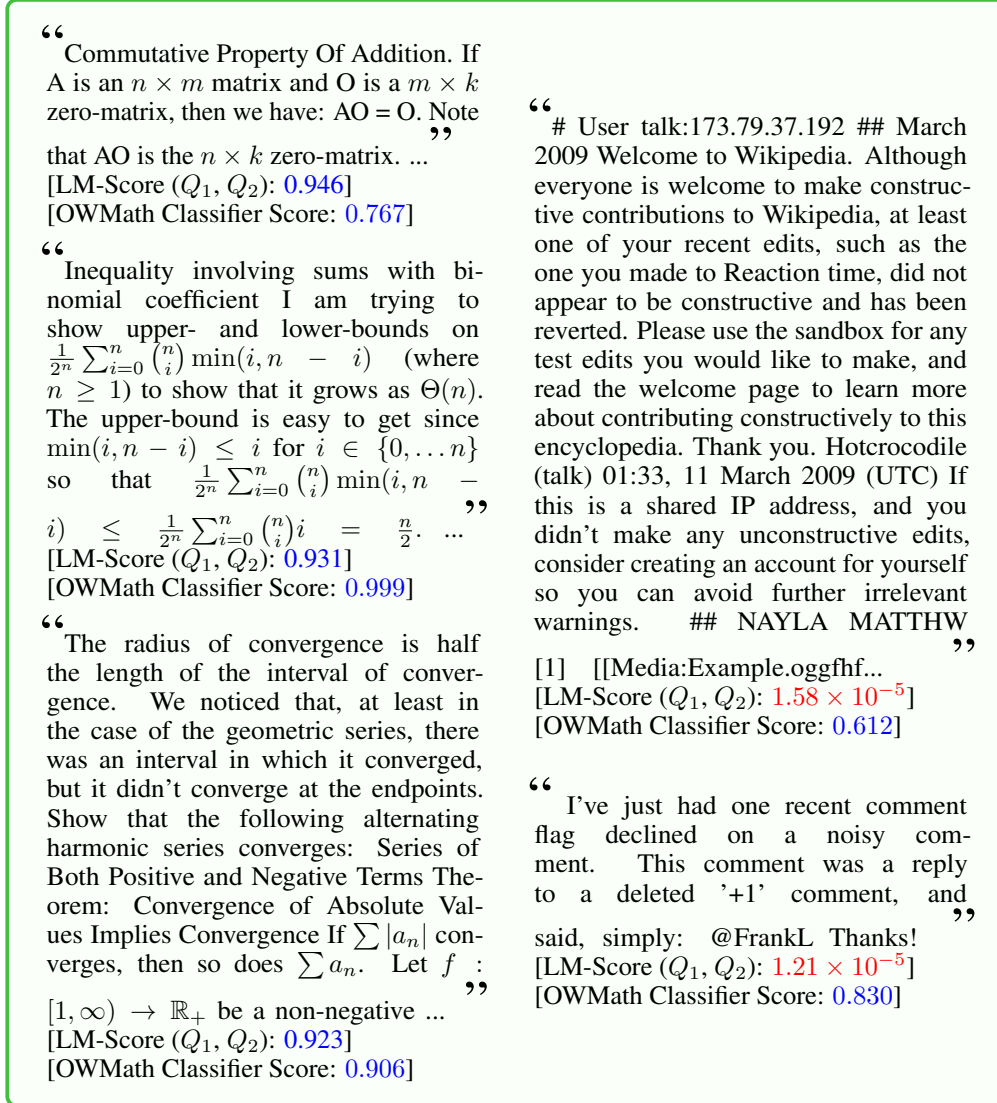 “
Commutative Property Of Addition. If
A is an n × m matrix and O is a m × k
zero-matrix, then we have: AO = O. Note
that AO is the n × k zero-matrix. ... ”
[LM-Score (Q₁, Q₂): 0.946]
[OWMath Classifier Score: 0.767]
“
Inequality involving sums with bi-
nomial coefficient I am trying to
show upper- and lower-bounds on
\frac{1}{2^n} \sum_{i=0}^{n} \binom{n}{i} min(i, n − i) (where
n ≥ 1) to show that it grows as Θ(n).
The upper-bound is easy to get since
min(i, n − i) ≤ i for i ∈ {0, . . . n}
so that \frac{1}{2^n} \sum_{i=0}^{n} \binom{n}{i} min(i, n −
i) ≤ \frac{1}{2^n} \sum_{i=0}^{n} \binom{n}{i} i = \frac{n}{2}. ... ”
[LM-Score (Q₁, Q₂): 0.931]
[OWMath Classifier Score: 0.999]
“
The radius of convergence is half
the length of the interval of conver-
gence. We noticed that, at least in
the case of the geometric series, there
was an interval in which it converged,
but it didn't converge at the endpoints.
Show that the following alternating
harmonic series converges: Series of
Both Positive and Negative Terms The-
orem: Convergence of Absolute Val-
ues Implies Convergence If ∑ |aₙ| con-
verges, then so does ∑ aₙ. Let f :
[1, ∞) → ℝ₊ be a non-negative ... ”
[LM-Score (Q₁, Q₂): 0.923]
[OWMath Classifier Score: 0.906]
“
# User talk:173.79.37.192 ## March
2009 Welcome to Wikipedia. Although
everyone is welcome to make construc-
tive contributions to Wikipedia, at least
one of your recent edits, such as the
one you made to Reaction time, did not
appear to be constructive and has been
reverted. Please use the sandbox for any
test edits you would like to make, and
read the welcome page to learn more
about contributing constructively to this
encyclopedia. Thank you. Hotcrocodile
(talk) 01:33, 11 March 2009 (UTC) If
this is a shared IP address, and you
didn't make any unconstructive edits,
consider creating an account for yourself
so you can avoid further irrelevant
warnings. ## NAYLA MATTHW
[1] [[Media:Example.oggfhf... ”
[LM-Score (Q₁, Q₂): 1.58 × 10⁻⁵]
[OWMath Classifier Score: 0.612]
“
I've just had one recent comment
flag declined on a noisy com-
ment. This comment was a reply
to a deleted '+1' comment, and
said, simply: @FrankL Thanks! ”
[LM-Score (Q₁, Q₂): 1.21 × 10⁻⁵]
[OWMath Classifier Score: 0.830]